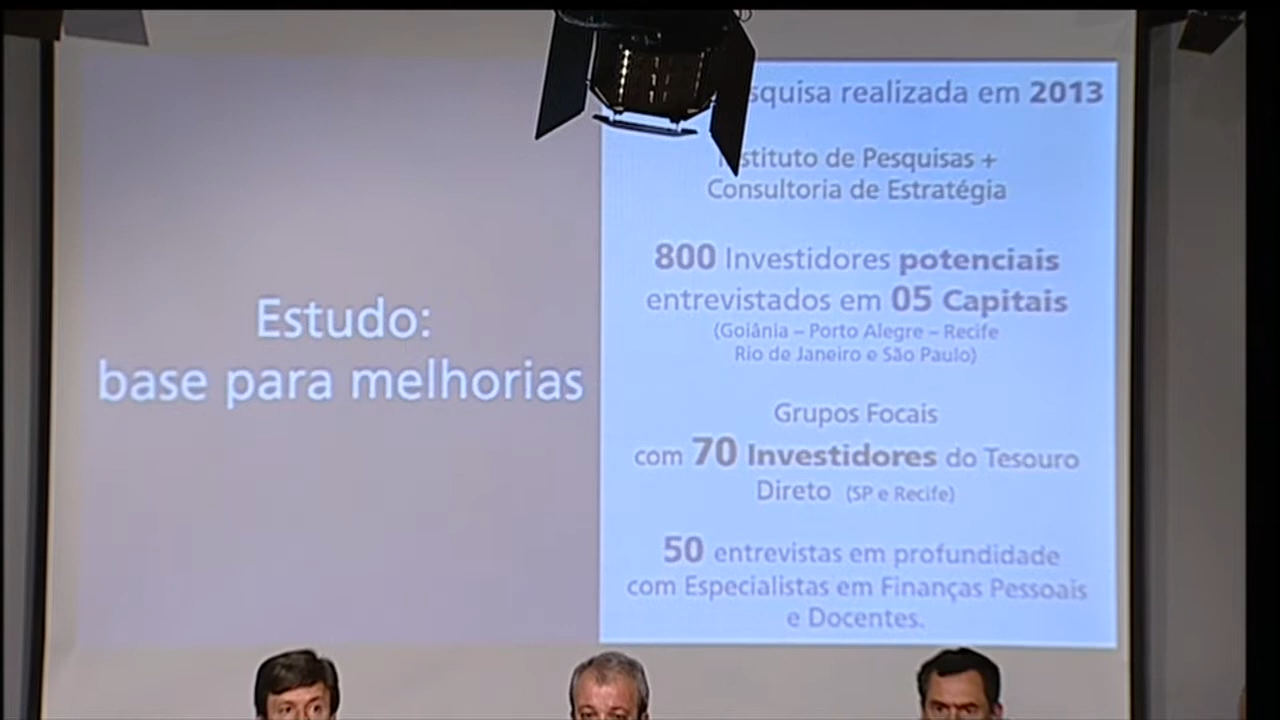 Estudo:
base para melhorias
squisa realizada em 2013
Instituto de Pesquisas +
Consultoria de Estratégia
800 Investidores potenciais
entrevistados em 05 Capitais
(Goiânia – Porto Alegre – Recife
Rio de Janeiro e São Paulo)
Grupos Focais
com 70 Investidores do Tesouro
Direto (SP e Recife)
50 entrevistas em profundidade
com Especialistas em Finanças Pessoais
e Docentes.